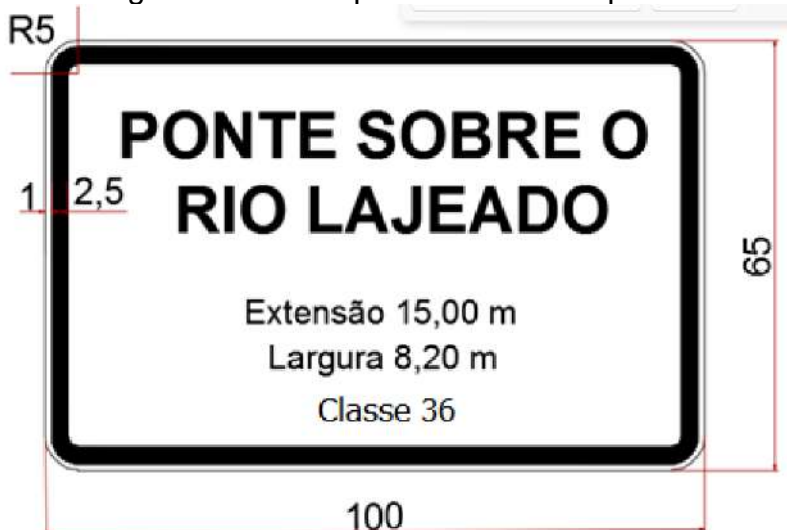 R5
PONTE SOBRE O
RIO LAJEADO
1 2,5
Extensão 15,00 m
Largura 8,20 m
Classe 36
65
100